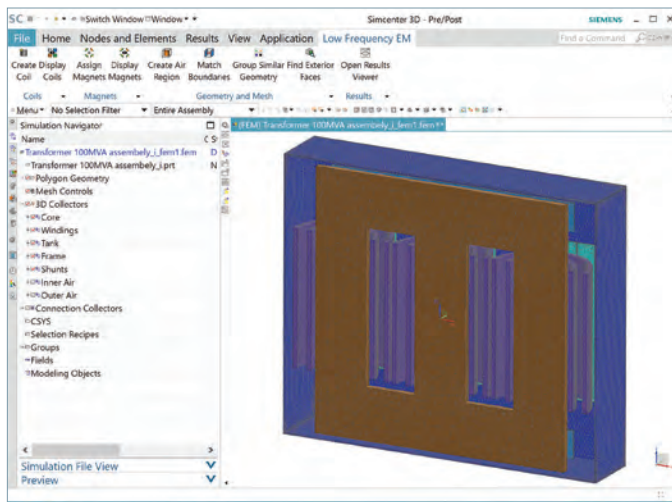 SC Switch Window Window Simcenter 3D - Pre/Post SIEMENS
File Home Nodes and Elements Results View Application Low Frequency EM Find a Command
Create Display Assign Display Create Air Match Group Similar Find Exterior Open Results
Coil Coils Magnets Magnets Region Boundaries Geometry Faces Viewer
Coils Magnets Geometry and Mesh Results
Menu No Selection Filter Entire Assembly
Simulation Navigator
(FEM) Transformer 100MVA assembely_i_fem1.fem1
Name
Transformer 100MVA assembely_i_fem1.fem D
Transformer 100MVA assembely_i.prt N
Polygon Geometry
Mesh Controls
3D Collectors
Core
Windings
Tank
Frame
Shunts
Inner Air
Outer Air
Connection Collectors
CSYS
Selection Recipes
Groups
Fields
Modeling Objects
Simulation File View
Preview